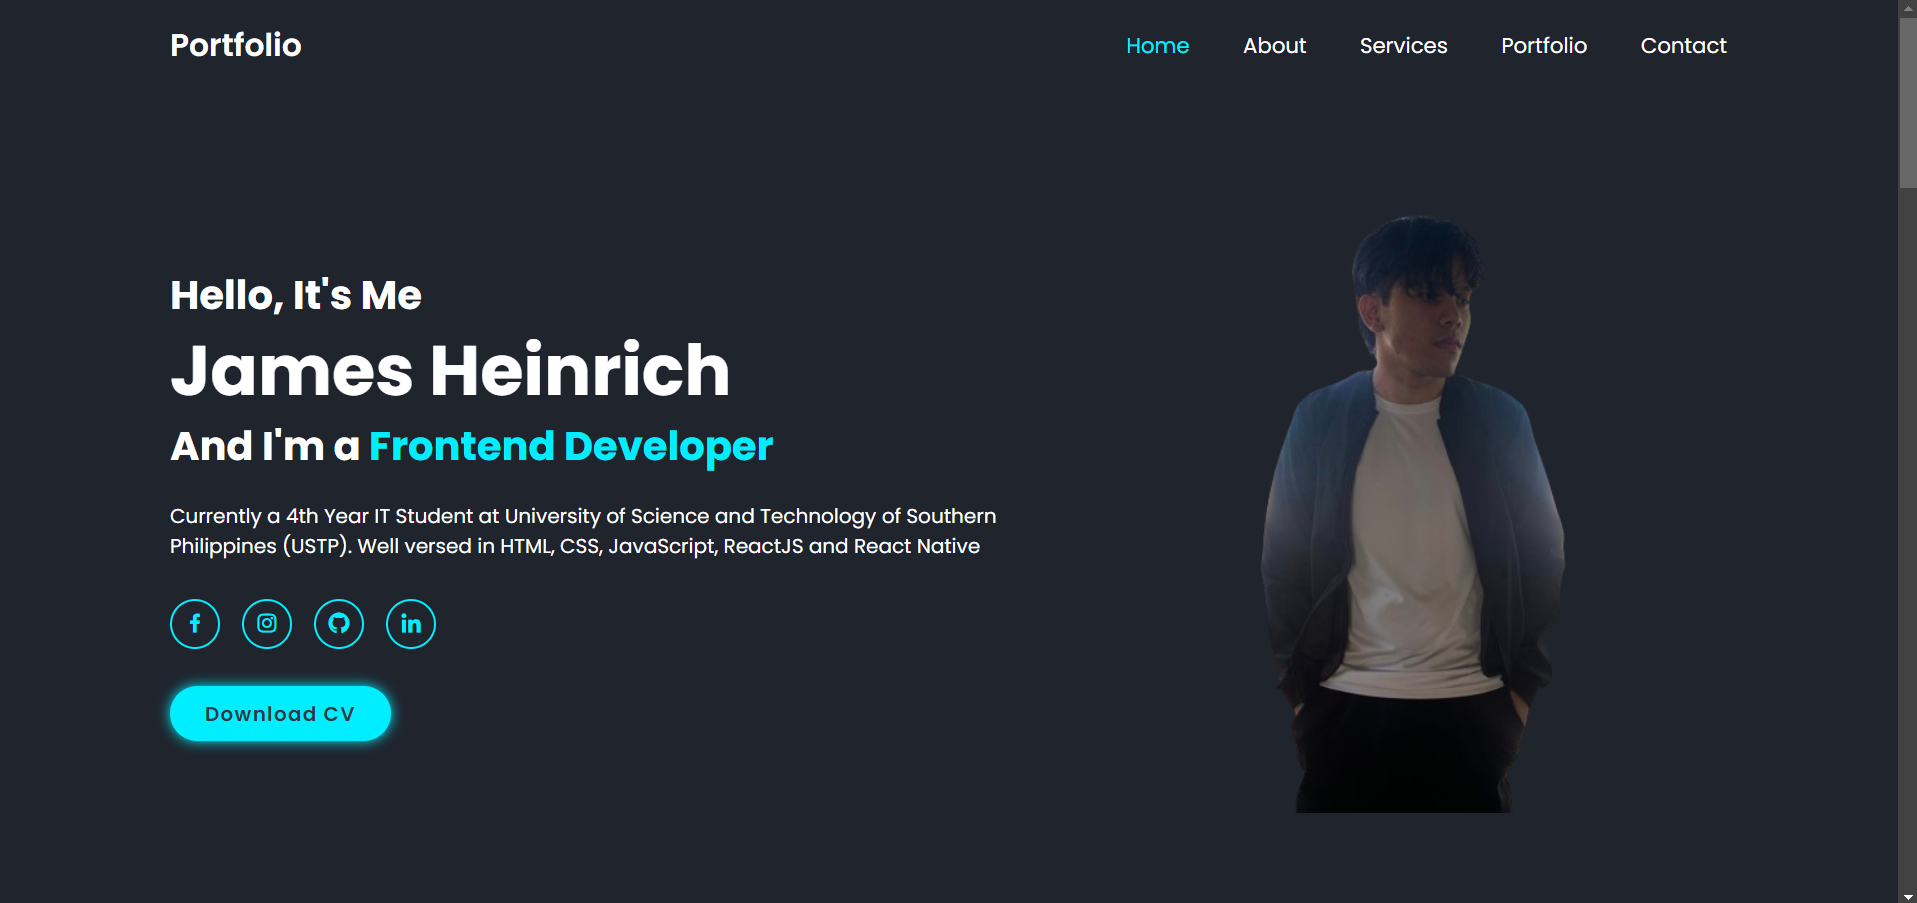 Portfolio
Home
About
Services
Portfolio
Contact
Hello, It's Me
James Heinrich
And I'm a Frontend Developer
Currently a 4th Year IT Student at University of Science and Technology of Southern
Philippines (USTP). Well versed in HTML, CSS, JavaScript, ReactJS and React Native
Download CV